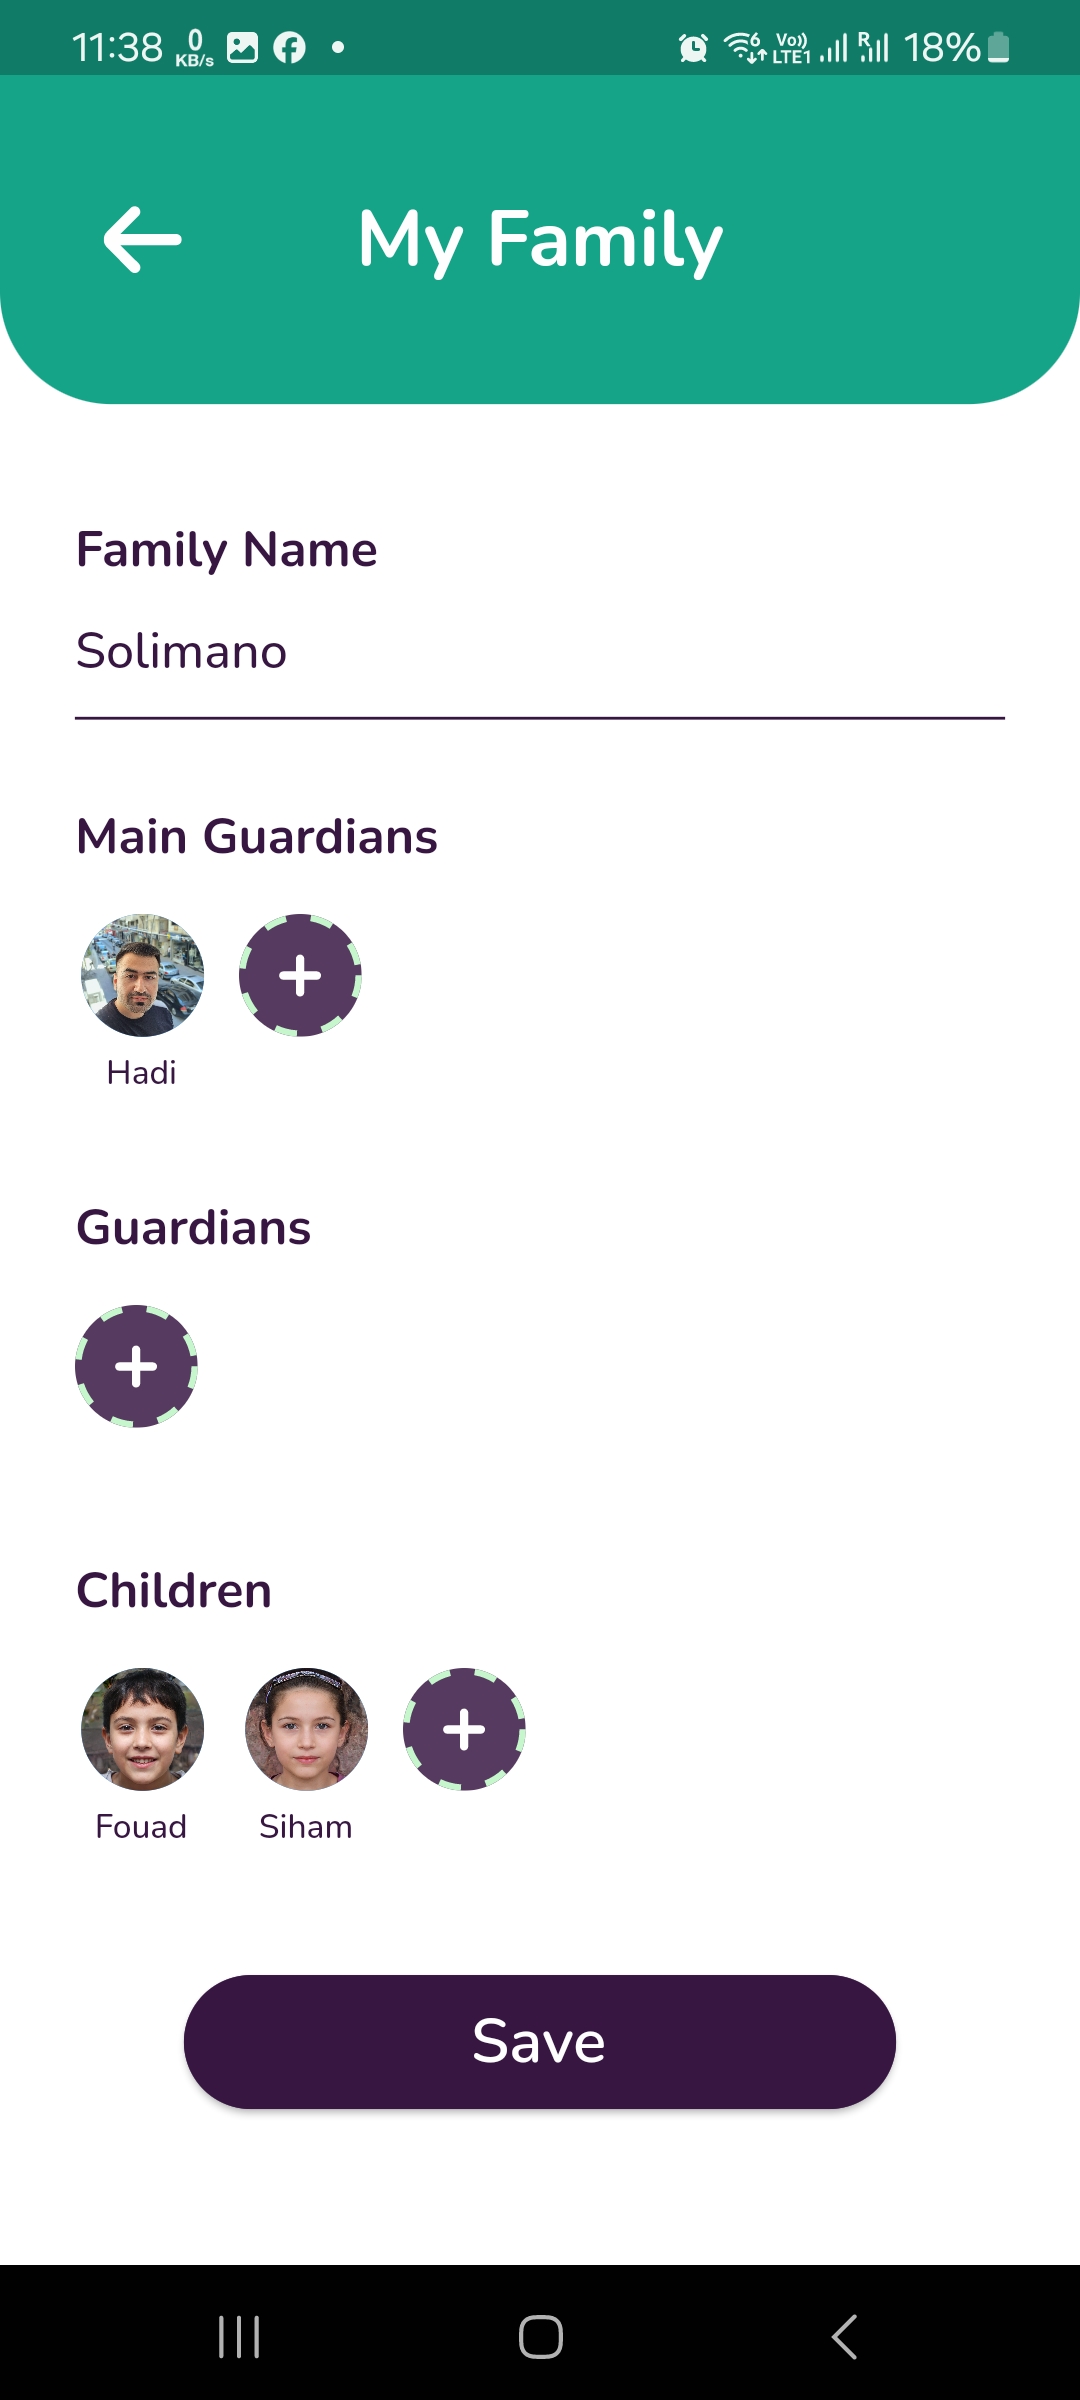 11:38 0 KB/s 6 Vo)) LTE1 R 18%
My Family
Family Name
Solimano
Main Guardians
Hadi
Guardians
Children
Fouad Siham
Save